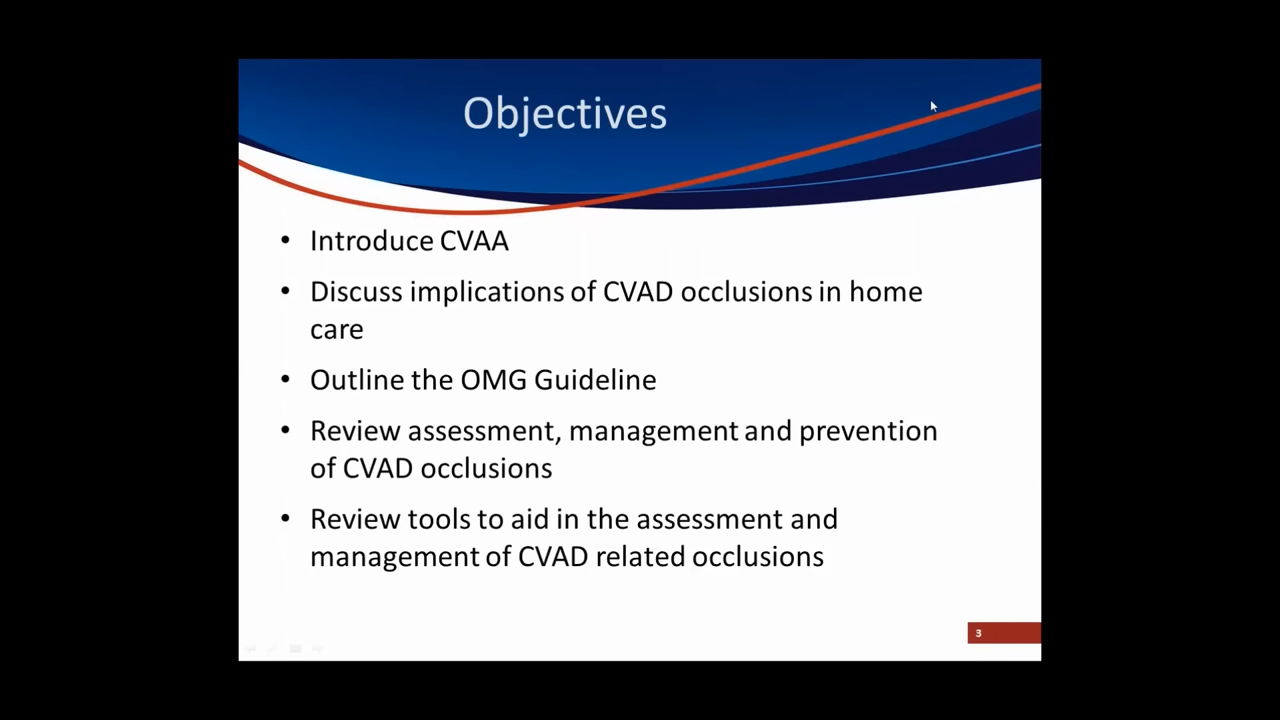 Objectives
• Introduce CVAA
• Discuss implications of CVAD occlusions in home
care
• Outline the OMG Guideline
• Review assessment, management and prevention
of CVAD occlusions
• Review tools to aid in the assessment and
management of CVAD related occlusions
3